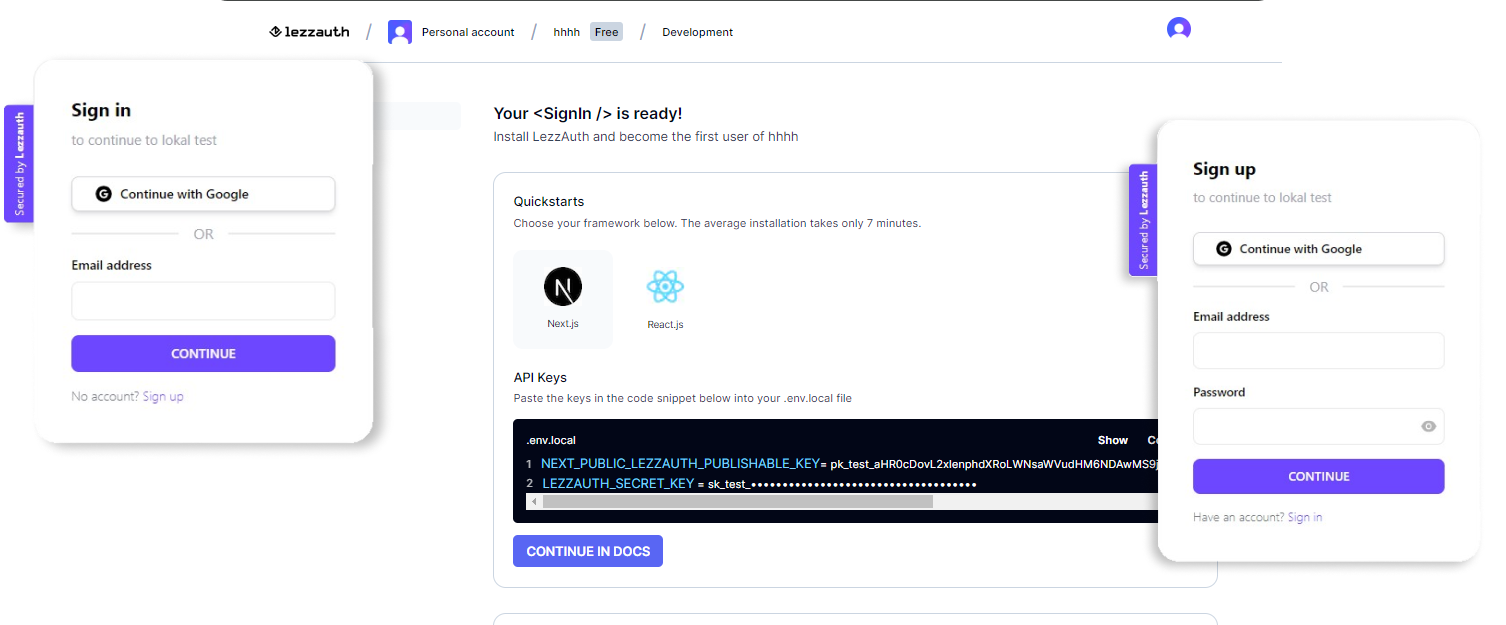 lezzauth / Personal account / hhhh Free / Development
Sign in
to continue to lokal test
Continue with Google
OR
Email address
CONTINUE
No account? Sign up
Secured by Lezzauth
Your <SignIn /> is ready!
Install LezzAuth and become the first user of hhhh
Quickstarts
Choose your framework below. The average installation takes only 7 minutes.
Next.js
React.js
API Keys
Paste the keys in the code snippet below into your .env.local file
.env.local
Show
1 NEXT_PUBLIC_LEZZAUTH_PUBLISHABLE_KEY= pk_test_aHR0cDovL2xlenphdXRoLWNsaWVudHM6NDAwMS9j
2 LEZZAUTH_SECRET_KEY = sk_test_••••••••••••••••••••••••••••••••••••
CONTINUE IN DOCS
Secured by Lezzauth
Sign up
to continue to lokal test
Continue with Google
OR
Email address
Password
CONTINUE
Have an account? Sign in